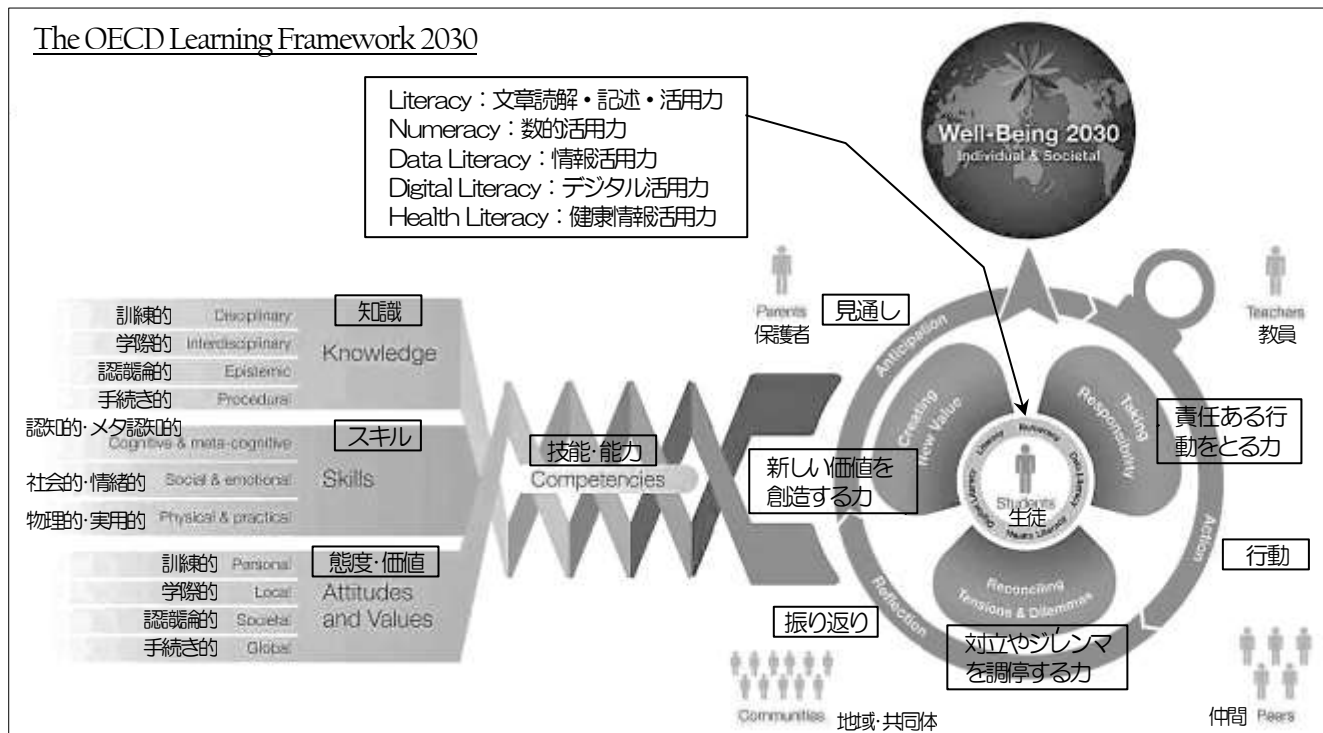 The OECD Learning Framework 2030
Literacy：文章読解・記述・活用力
Numeracy：数的活用力
Data Literacy：情報活用力
Digital Literacy：デジタル活用力
Health Literacy：健康情報活用力
Well-Being 2030
Individual & Societal
Parents
保護者
見通し
Teachers
教員
訓練的 Disciplinary
学際的 Interdisciplinary
認識論的 Epistemic
手続き的 Procedural
知識
Knowledge
認知的・メタ認知的
Cognitive & meta-cognitive
社会的・情緒的 Social & emotional
物理的・実用的 Physical & practical
スキル
Skills
訓練的 Personal
学際的 Local
認識論的 Societal
手続き的 Global
態度・価値
Attitudes
and Values
技能・能力
Competencies
Anticipation
Action
Reflection
Creating
New Value
新しい価値を
創造する力
Taking
Responsibility
責任ある行
動をとる力
Literacy
Numeracy
Data Literacy
Health Literacy
Digital Literacy
Students
生徒
Reconciling
Tensions & Dilemmas
対立やジレンマ
を調停する力
行動
振り返り
Communities 地域・共同体
仲間 Peers